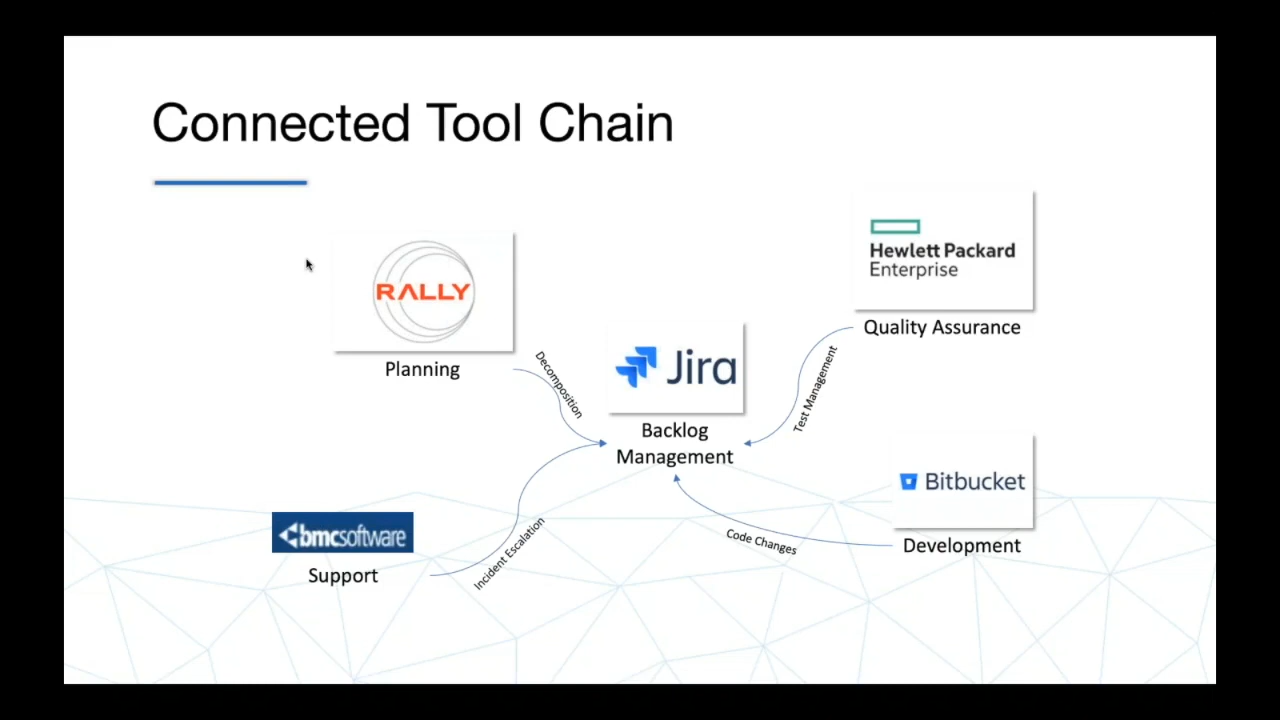 Connected Tool Chain
RALLY
Planning
Decomposition
Jira
Backlog
Management
Hewlett Packard
Enterprise
Quality Assurance
Test Management
Bitbucket
Development
Code Changes
bmcsoftware
Support
Incident Escalation